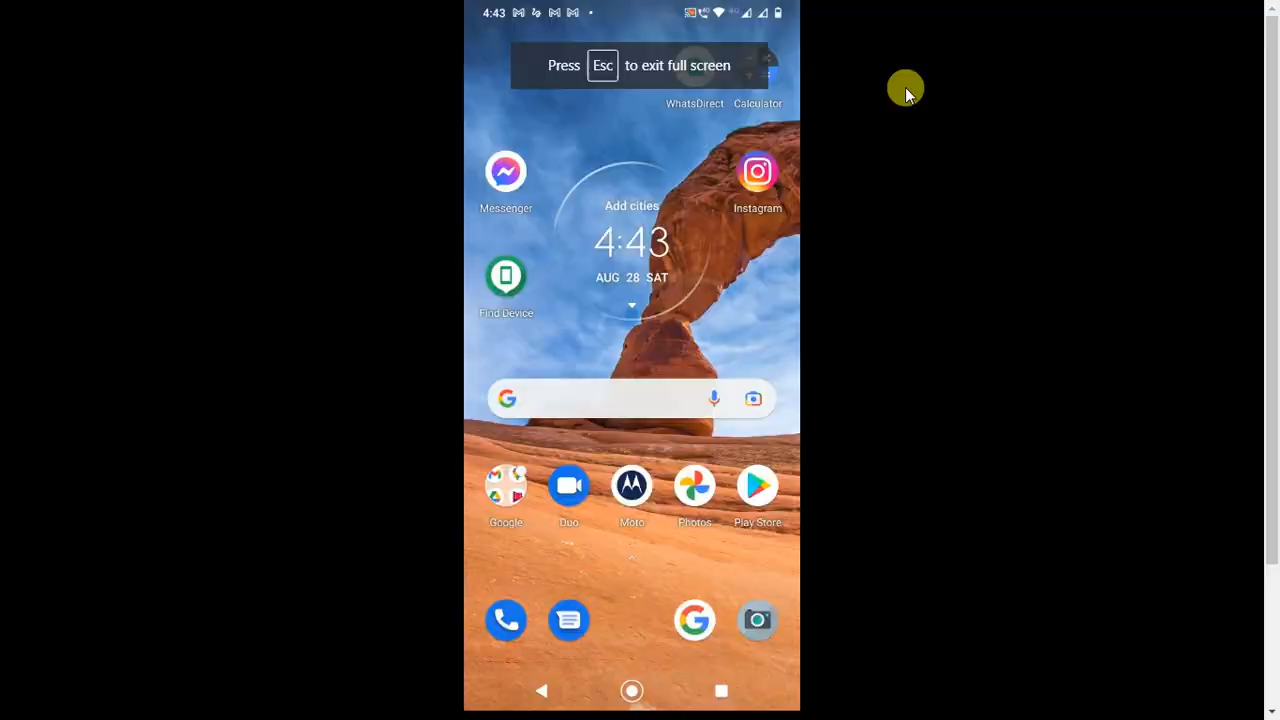 4:43
Press Esc to exit full screen
WhatsDirect Calculator
Messenger
Instagram
Add cities
4:43
AUG 28 SAT
Find Device
Google Duo Moto Photos Play Store